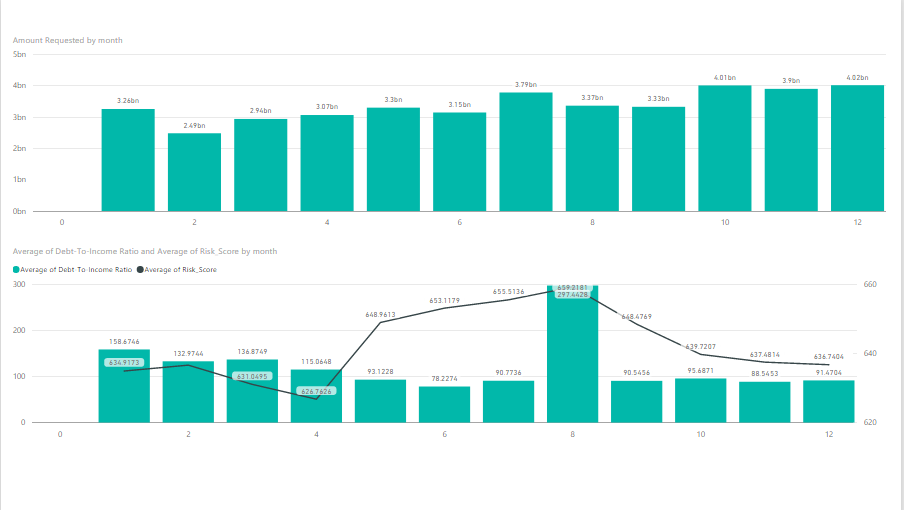 Amount Requested by month
5bn
4bn
3bn
2bn
1bn
0bn
3.26bn
2.49bn
2.94bn
3.07bn
3.3bn
3.15bn
3.79bn
3.37bn
3.33bn
4.01bn
3.9bn
4.02bn
0 2 4 6 8 10 12
Average of Debt-To-Income Ratio and Average of Risk_Score by month
Average of Debt-To-Income Ratio Average of Risk_Score
300
200
100
0
158.6746
132.9744
136.8749
115.0648
93.1228
78.2274
90.7736
297.4428
90.5456
95.6871
88.5453
91.4704
634.9173
631.0495
626.7626
648.9613
653.1179
655.5136
659.2181
648.4769
639.7207
637.4814
636.7404
660
640
620
0 2 4 6 8 10 12